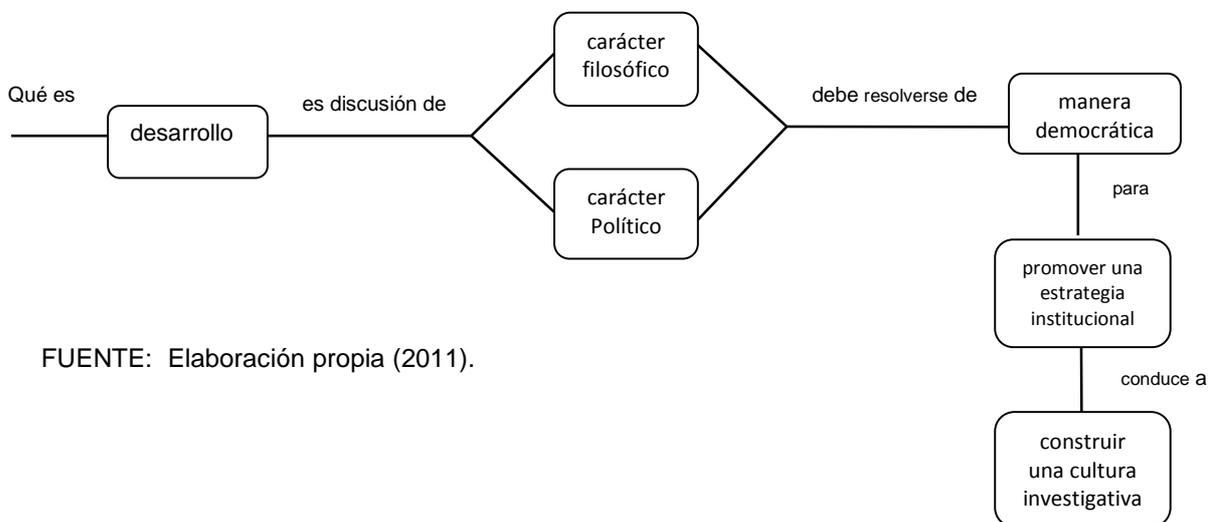 Qué es
desarrollo
es discusión de
carácter
filosófico
carácter
Político
debe resolverse de
manera
democrática
para
promover una
estrategia
institucional
conduce a
construir
una cultura
investigativa
FUENTE: Elaboración propia (2011).